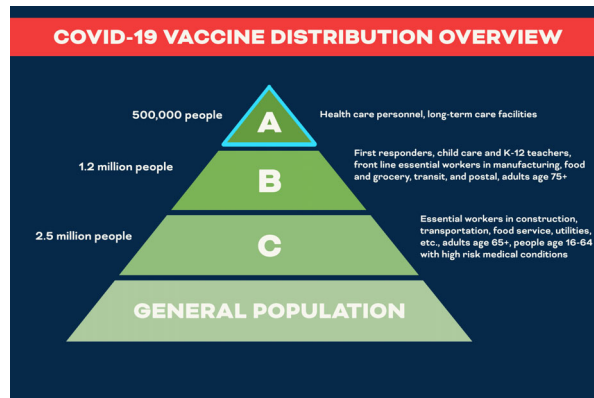 COVID-19 VACCINE DISTRIBUTION OVERVIEW
500,000 people
A
Health care personnel, long-term care facilities
1.2 million people
B
First responders, child care and K-12 teachers,
front line essential workers in manufacturing, food
and grocery, transit, and postal, adults age 75+
2.5 million people
C
Essential workers in construction,
transportation, food service, utilities,
etc., adults age 65+, people age 16-64
with high risk medical conditions
GENERAL POPULATION